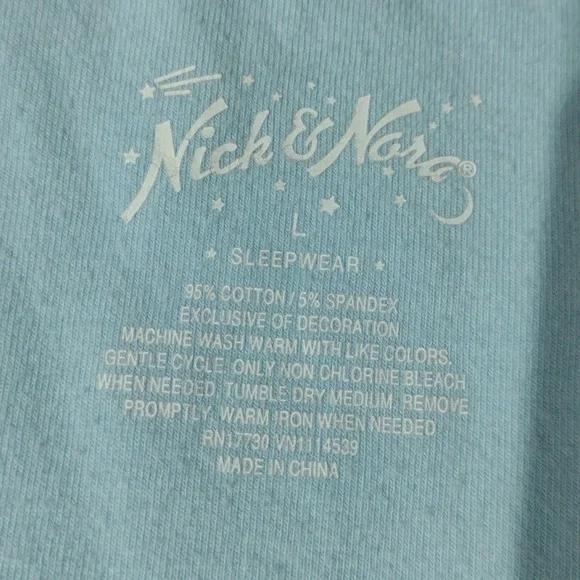 Nick & Nora®
L
★ SLEEPWEAR ★
95% COTTON / 5% SPANDEX
EXCLUSIVE OF DECORATION
MACHINE WASH WARM WITH LIKE COLORS.
GENTLE CYCLE. ONLY NON CHLORINE BLEACH
WHEN NEEDED. TUMBLE DRY MEDIUM. REMOVE
PROMPTLY. WARM IRON WHEN NEEDED
RN17730 VN1114539
MADE IN CHINA